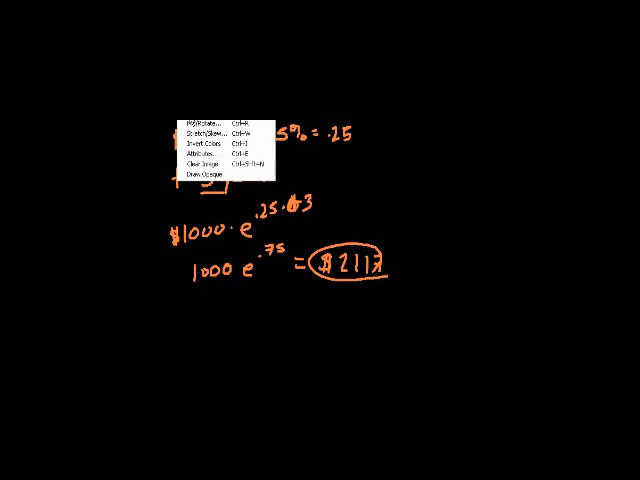 Flip/Rotate... Ctrl+R
Stretch/Skew... Ctrl+W
Invert Colors Ctrl+I
Attributes... Ctrl+E
Clear Image Ctrl+Shft+N
Draw Opaque
5% = .25
$1000 · e^.25·3
1000 e^.75 = $2117